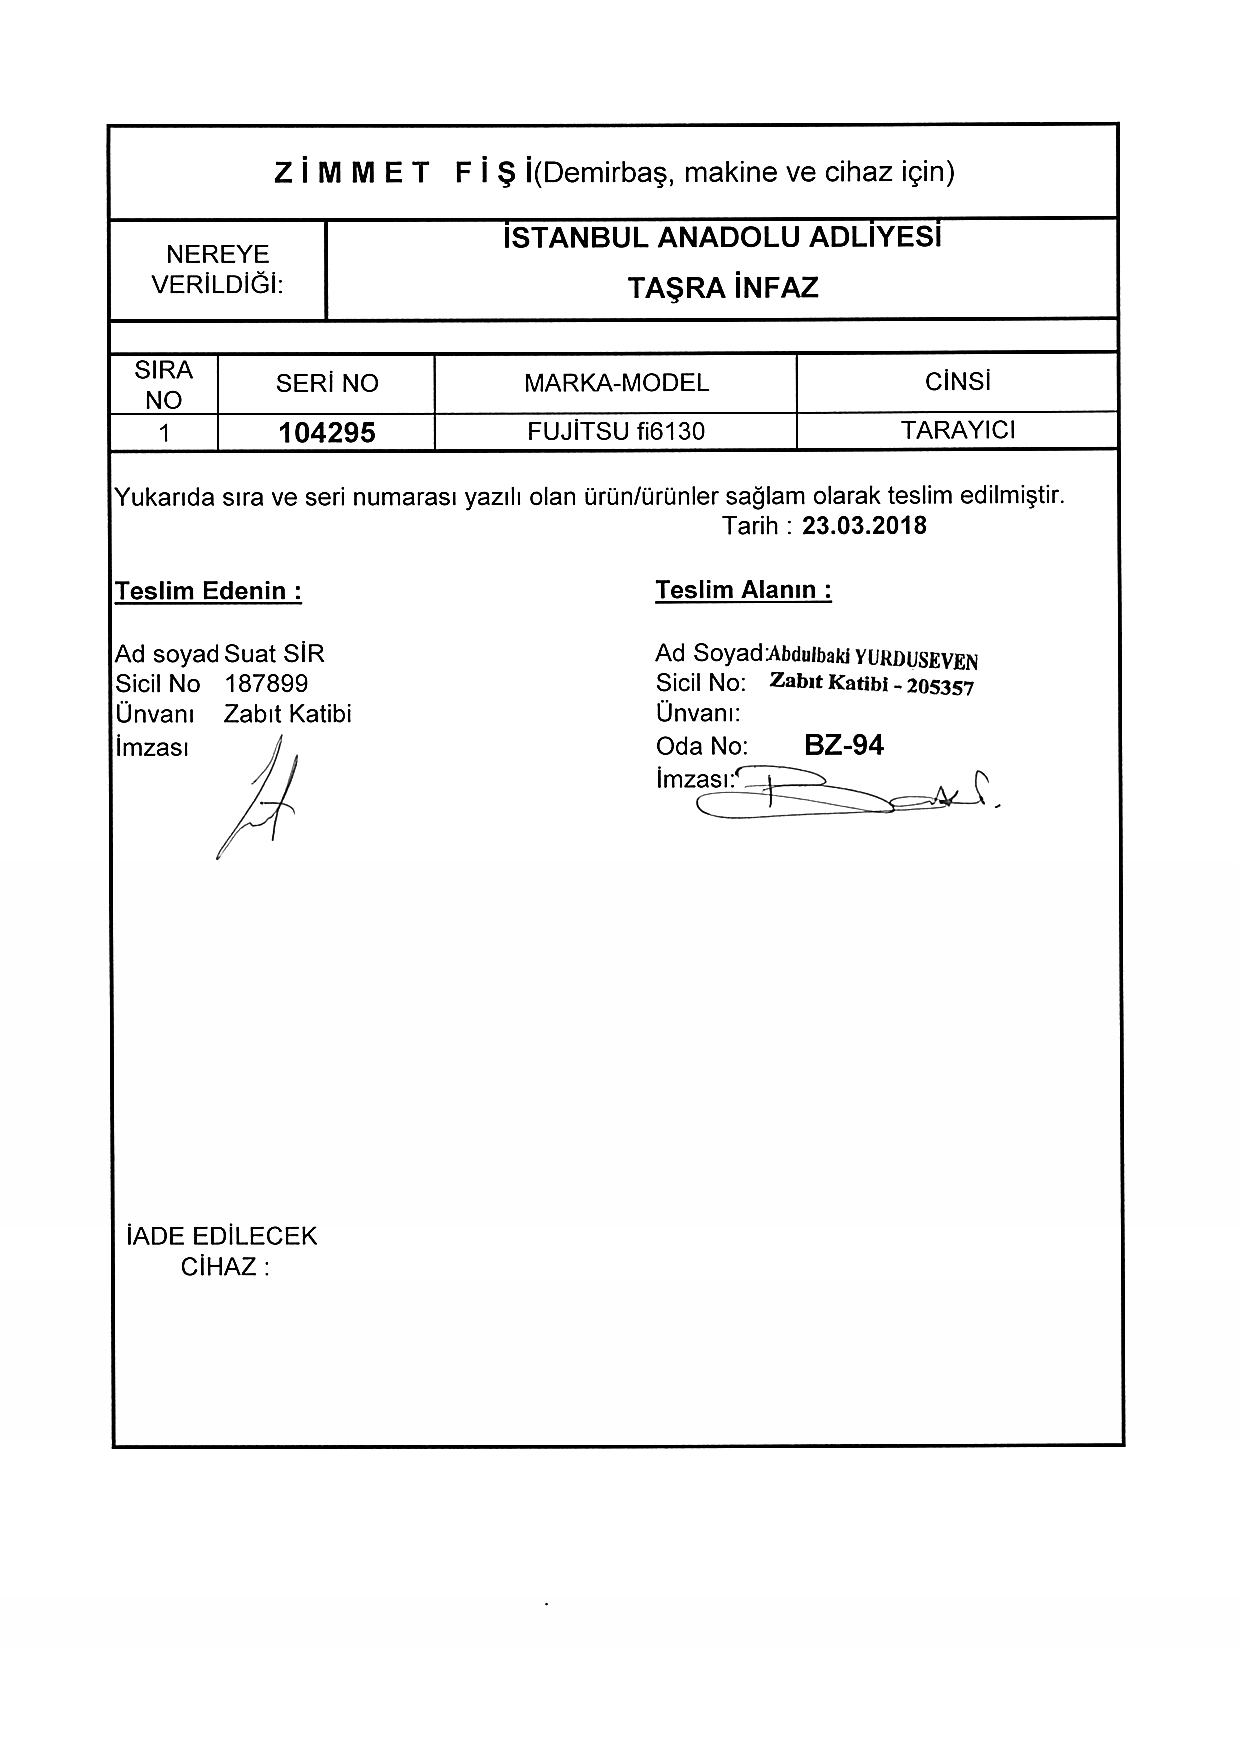 ZİMMET FİŞİ(Demirbaş, makine ve cihaz için)
NEREYE VERİLDİĞİ:
İSTANBUL ANADOLU ADLİYESİ
TAŞRA İNFAZ
SIRA NO SERİ NO MARKA-MODEL CİNSİ
1 104295 FUJİTSU fi6130 TARAYICI
Yukarıda sıra ve seri numarası yazılı olan ürün/ürünler sağlam olarak teslim edilmiştir.
Tarih : 23.03.2018
Teslim Edenin : Teslim Alanın :
Ad soyad Suat SİR Ad Soyad:Abdulbaki YURDUSEVEN
Sicil No 187899 Sicil No: Zabıt Katibi - 205357
Ünvanı Zabıt Katibi Ünvanı:
İmzası Oda No: BZ-94
İmzası:
İADE EDİLECEK
CİHAZ :